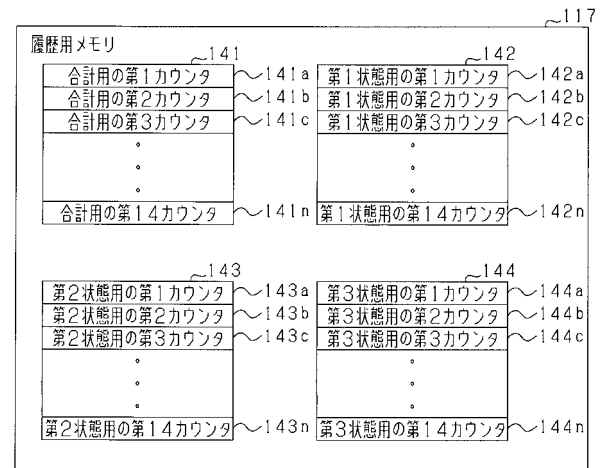 117
履歴用メモリ
141
合計用の第1カウンタ 141a
合計用の第2カウンタ 141b
合計用の第3カウンタ 141c
合計用の第14カウンタ 141n
142
第1状態用の第1カウンタ 142a
第1状態用の第2カウンタ 142b
第1状態用の第3カウンタ 142c
第1状態用の第14カウンタ 142n
143
第2状態用の第1カウンタ 143a
第2状態用の第2カウンタ 143b
第2状態用の第3カウンタ 143c
第2状態用の第14カウンタ 143n
144
第3状態用の第1カウンタ 144a
第3状態用の第2カウンタ 144b
第3状態用の第3カウンタ 144c
第3状態用の第14カウンタ 144n